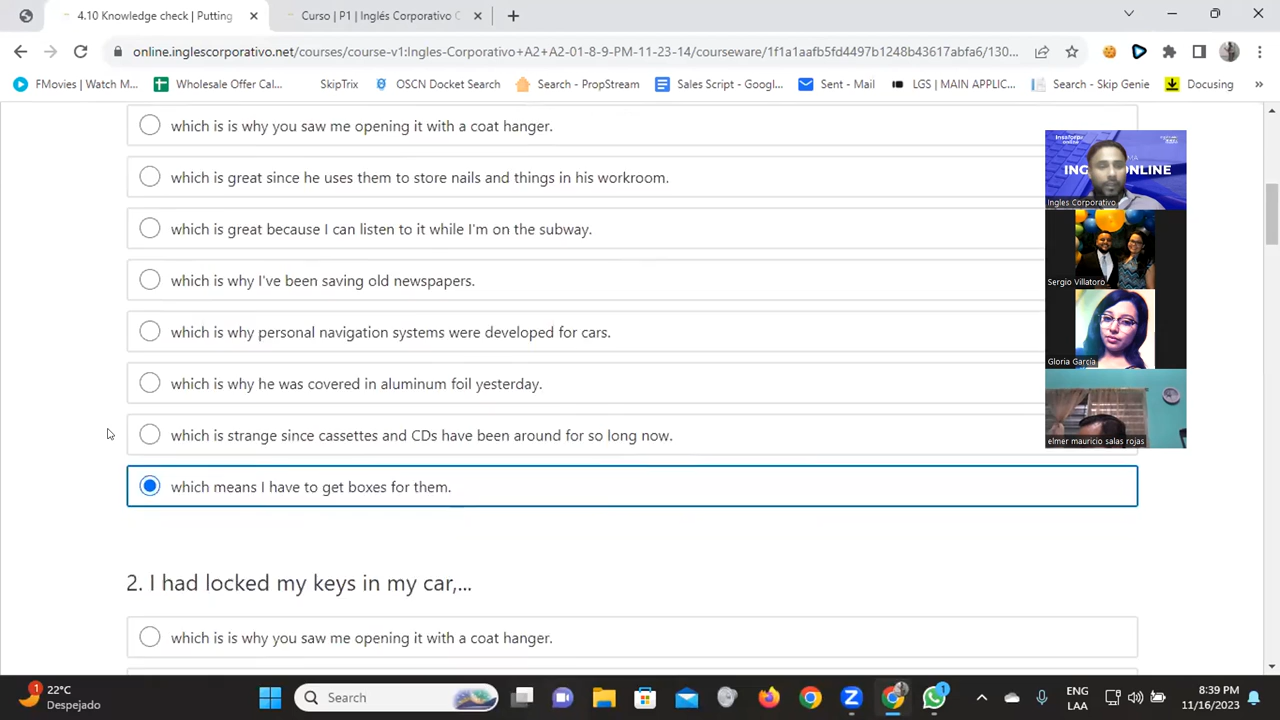 4.10 Knowledge check | Putting
Curso | P1 | Inglés Corporativo C
online.inglescorporativo.net/courses/course-v1:Ingles-Corporativo+A2+A2-01-8-9-PM-11-23-14/courseware/1f1a1aafb5fd4497b1248b43617abfa6/130...
FMovies | Watch M...
Wholesale Offer Cal...
SkipTrix
OSCN Docket Search
Search - PropStream
Sales Script - Googl...
Sent - Mail
LGS | MAIN APPLIC...
Search - Skip Genie
Docusing
which is is why you saw me opening it with a coat hanger.
which is great since he uses them to store nails and things in his workroom.
which is great because I can listen to it while I'm on the subway.
which is why I've been saving old newspapers.
which is why personal navigation systems were developed for cars.
which is why he was covered in aluminum foil yesterday.
which is strange since cassettes and CDs have been around for so long now.
which means I have to get boxes for them.
2. I had locked my keys in my car,...
which is is why you saw me opening it with a coat hanger.
ING
ONLINE
Ingles Corporativo
Sergio Villatoro
Gloria García
elmer mauricio salas rojas
1
22°C
Despejado
Search
1
ENG
LAA
8:39 PM
11/16/2023